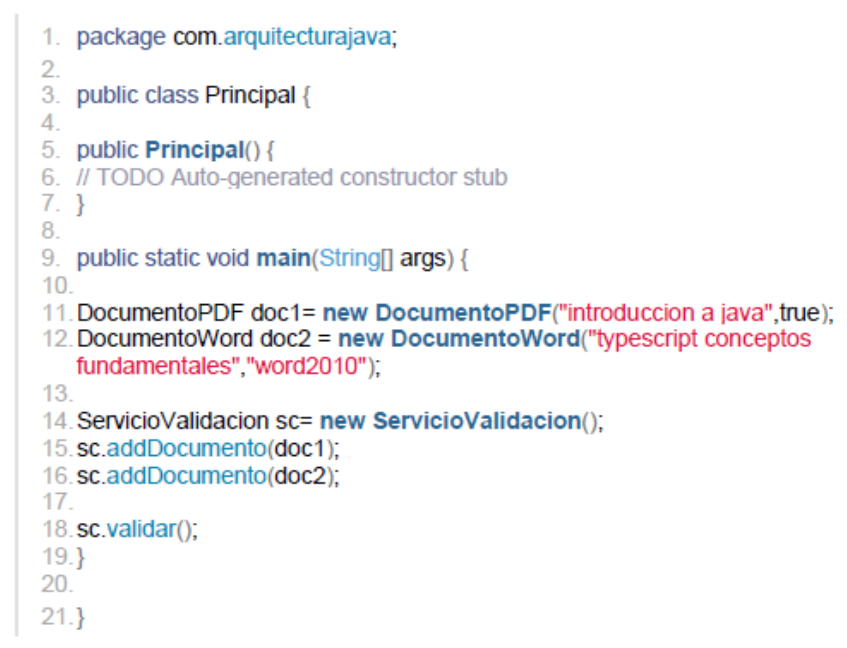 1. package com.arquitecturajava;
2.
3. public class Principal {
4.
5. public Principal() {
6. // TODO Auto-generated constructor stub
7. }
8.
9. public static void main(String[] args) {
10.
11. DocumentoPDF doc1= new DocumentoPDF("introduccion a java",true);
12. DocumentoWord doc2 = new DocumentoWord("typescript conceptos
fundamentales","word2010");
13.
14. ServicioValidacion sc= new ServicioValidacion();
15. sc.addDocumento(doc1);
16. sc.addDocumento(doc2);
17.
18. sc.validar();
19. }
20.
21. }